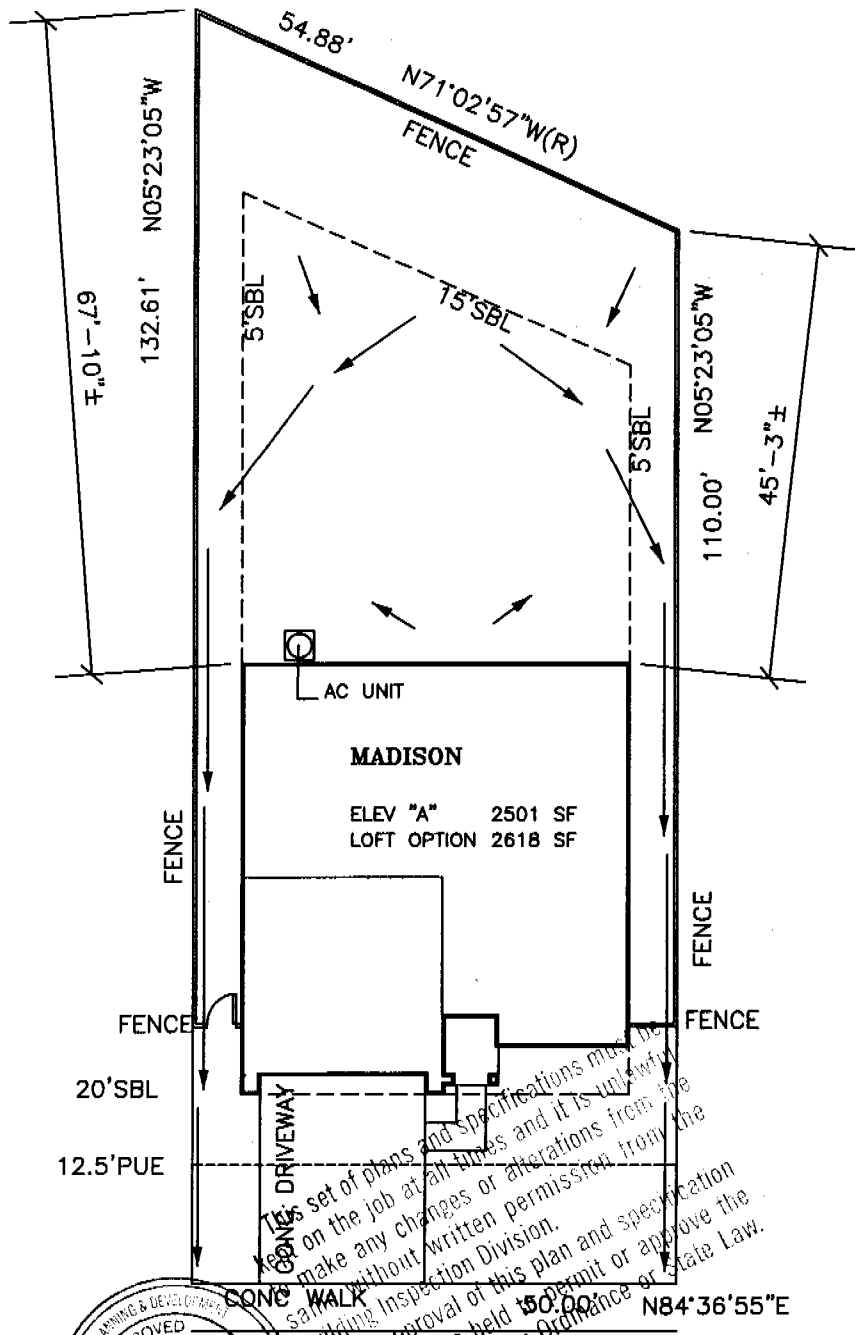 54.88'
N71°02'57"W(R)
FENCE
N05°23'05"W
132.61'
67'-10"±
5'SBL
15'SBL
5'SBL
N05°23'05"W
110.00'
45'-3"±
AC UNIT
MADISON
ELEV "A" 2501 SF
LOFT OPTION 2618 SF
FENCE
FENCE
FENCE
FENCE
20'SBL
12.5'PUE
CONC. DRIVEWAY
This set of plans and specifications must be
kept on the job at all times and it is unlawful
to make any changes or alterations from the
same without written permission from the
Building Inspection Division.
approval of this plan and specification
held to permit or approve the
Ordinance or State Law.
CONC WALK
50.00'
N84°36'55"E